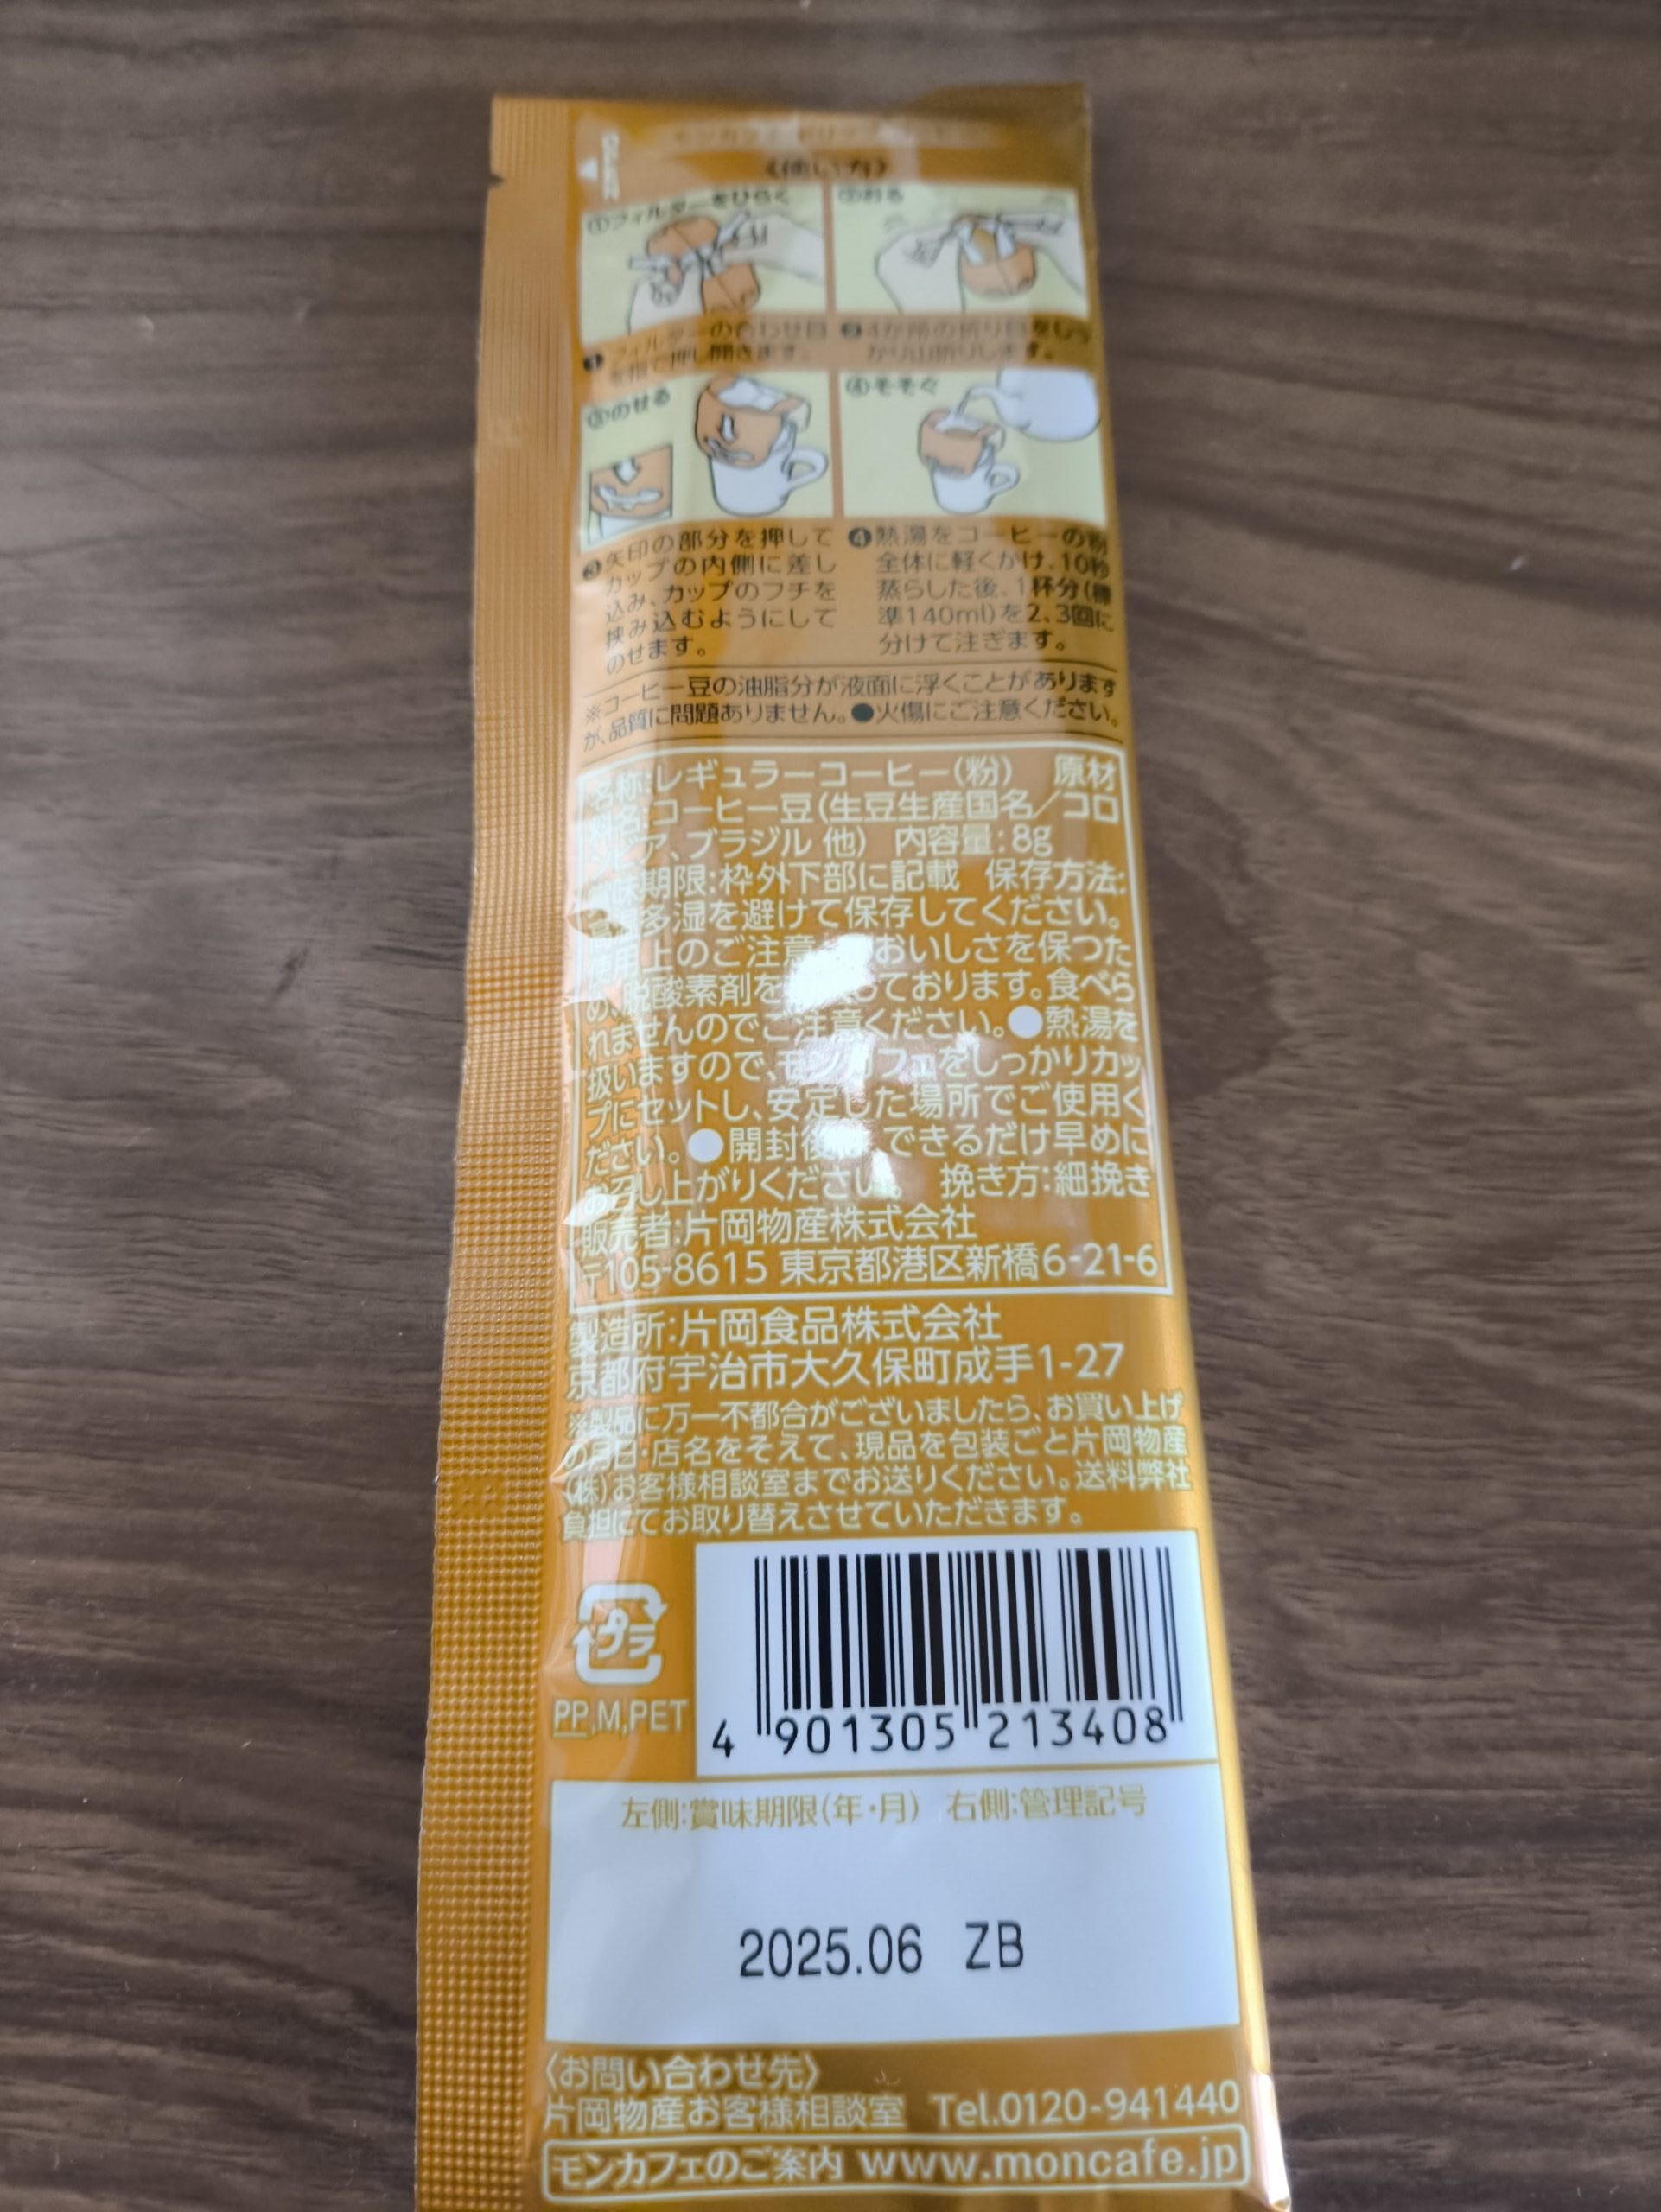 《使い方》
①フィルターをひらく
②おる
❶フィルターの合わせ目
を指で押し開きます。
❷4か所の折り目をしっ
かり山折りします。
③のせる
④そそぐ
❸矢印の部分を押して
カップの内側に差し
込み、カップのフチを
挟み込むようにして
のせます。
❹熱湯をコーヒーの粉
全体に軽くかけ、10秒
蒸らした後、1杯分(標
準140ml)を2、3回に
分けて注ぎます。
※コーヒー豆の油脂分が液面に浮くことがあります
が、品質に問題ありません。●火傷にご注意ください。
名称:レギュラーコーヒー(粉) 原材
料名:コーヒー豆(生豆生産国名/コロ
ンビア、ブラジル 他) 内容量:8g
賞味期限:枠外下部に記載 保存方法:
高温多湿を避けて保存してください。
使用上のご注意 おいしさを保つた
め、脱酸素剤を ております。食べら
れませんのでご注意ください。●熱湯を
扱いますので、モンカフェをしっかりカッ
プにセットし、安定した場所でご使用く
ださい。●開封後は、できるだけ早めに
お召し上がりください。 挽き方:細挽き
販売者:片岡物産株式会社
〒105-8615 東京都港区新橋6-21-6
製造所:片岡食品株式会社
京都府宇治市大久保町成手1-27
※製品に万一不都合がございましたら、お買い上げ
の月日・店名をそえて、現品を包装ごと片岡物産
(株)お客様相談室までお送りください。送料弊社
負担にてお取り替えさせていただきます。
プラ
PP,M,PET
4 901305 213408
左側:賞味期限(年・月) 右側:管理記号
2025.06 ZB
〈お問い合わせ先〉
片岡物産お客様相談室 Tel.0120-941440
モンカフェのご案内 www.moncafe.jp